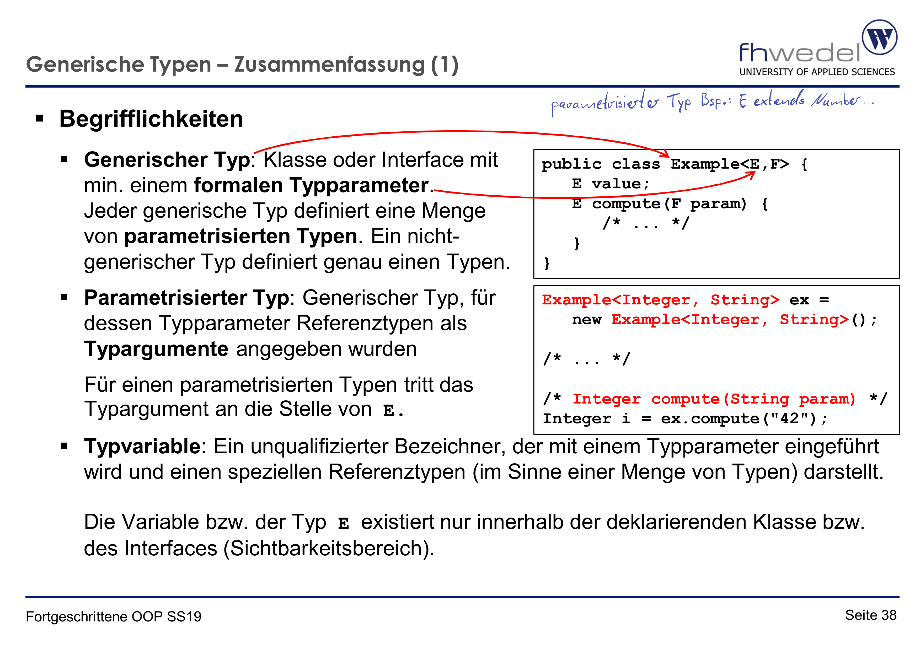 Generische Typen – Zusammenfassung (1)
fhwedel
UNIVERSITY OF APPLIED SCIENCES
parametrisierter Typ Bsp.: E extends Number...
▪ Begrifflichkeiten
▪ Generischer Typ: Klasse oder Interface mit
min. einem formalen Typparameter.
Jeder generische Typ definiert eine Menge
von parametrisierten Typen. Ein nicht-
generischer Typ definiert genau einen Typen.
public class Example<E,F> {
E value;
E compute(F param) {
/* ... */
}
}
▪ Parametrisierter Typ: Generischer Typ, für
dessen Typparameter Referenztypen als
Typargumente angegeben wurden
Für einen parametrisierten Typen tritt das
Typargument an die Stelle von E.
Example<Integer, String> ex =
new Example<Integer, String>();
/* ... */
/* Integer compute(String param) */
Integer i = ex.compute("42");
▪ Typvariable: Ein unqualifizierter Bezeichner, der mit einem Typparameter eingeführt
wird und einen speziellen Referenztypen (im Sinne einer Menge von Typen) darstellt.
Die Variable bzw. der Typ E existiert nur innerhalb der deklarierenden Klasse bzw.
des Interfaces (Sichtbarkeitsbereich).
Fortgeschrittene OOP SS19
Seite 38